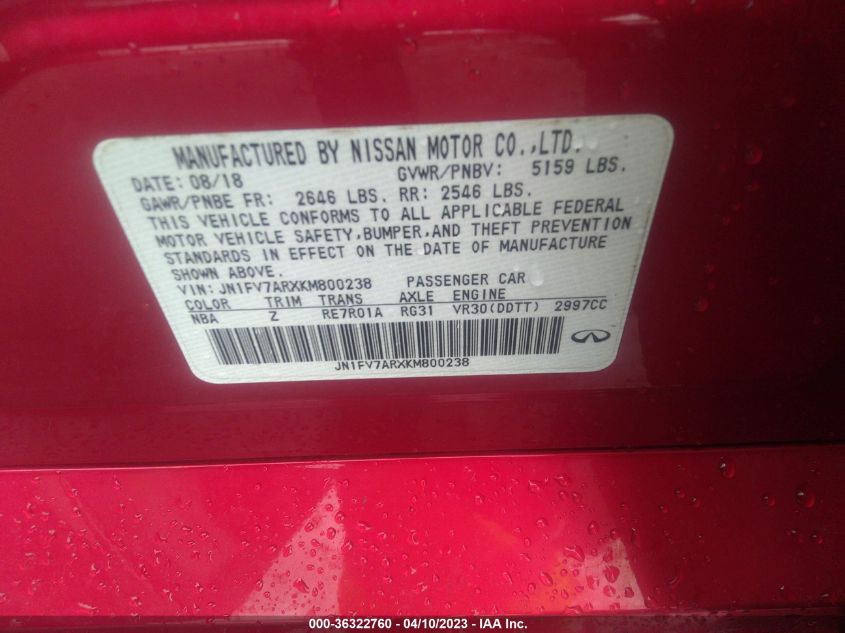 MANUFACTURED BY NISSAN MOTOR CO.,LTD.
DATE: 08/18 GVWR/PNBV: 5159 LBS.
GAWR/PNBE FR: 2646 LBS. RR: 2546 LBS.
THIS VEHICLE CONFORMS TO ALL APPLICABLE FEDERAL
MOTOR VEHICLE SAFETY,BUMPER,AND THEFT PREVENTION
STANDARDS IN EFFECT ON THE DATE OF MANUFACTURE
SHOWN ABOVE.
VIN: JN1FV7ARXKM800238 PASSENGER CAR
COLOR TRIM TRANS AXLE ENGINE
NBA Z RE7R01A RG31 VR30(DDTT) 2997CC
JN1FV7ARXKM800238
000-36322760 - 04/10/2023 - IAA Inc.